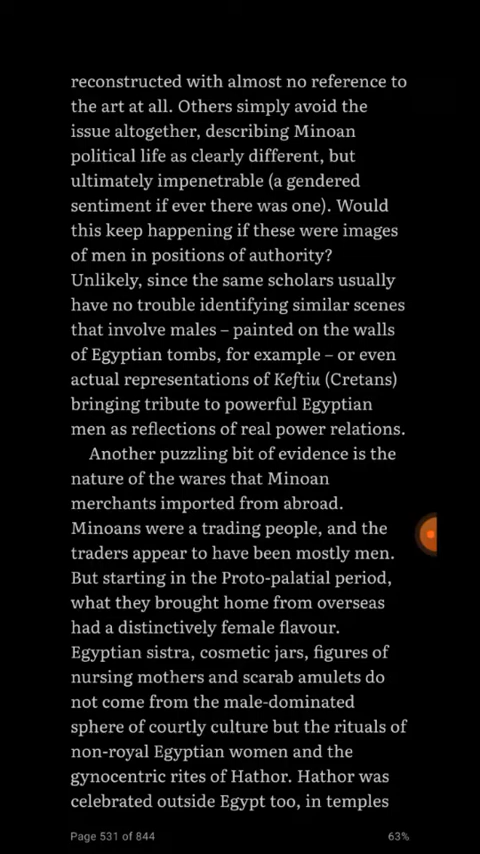 reconstructed with almost no reference to
the art at all. Others simply avoid the
issue altogether, describing Minoan
political life as clearly different, but
ultimately impenetrable (a gendered
sentiment if ever there was one). Would
this keep happening if these were images
of men in positions of authority?
Unlikely, since the same scholars usually
have no trouble identifying similar scenes
that involve males – painted on the walls
of Egyptian tombs, for example – or even
actual representations of Keftiu (Cretans)
bringing tribute to powerful Egyptian
men as reflections of real power relations.
Another puzzling bit of evidence is the
nature of the wares that Minoan
merchants imported from abroad.
Minoans were a trading people, and the
traders appear to have been mostly men.
But starting in the Proto-palatial period,
what they brought home from overseas
had a distinctively female flavour.
Egyptian sistra, cosmetic jars, figures of
nursing mothers and scarab amulets do
not come from the male-dominated
sphere of courtly culture but the rituals of
non-royal Egyptian women and the
gynocentric rites of Hathor. Hathor was
celebrated outside Egypt too, in temples
Page 531 of 844 63%